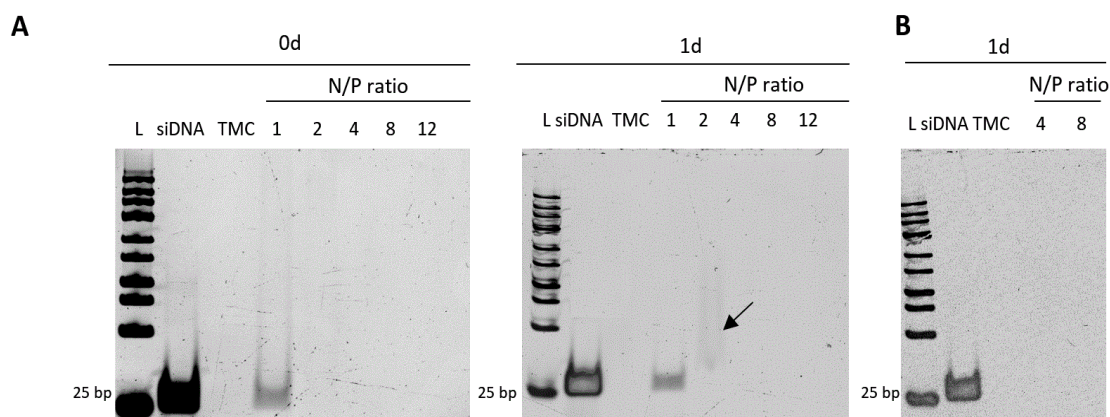 A
0d
N/P ratio
L siDNA TMC 1 2 4 8 12
25 bp
1d
N/P ratio
L siDNA TMC 1 2 4 8 12
25 bp
B
1d
N/P ratio
L siDNA TMC 4 8
25 bp